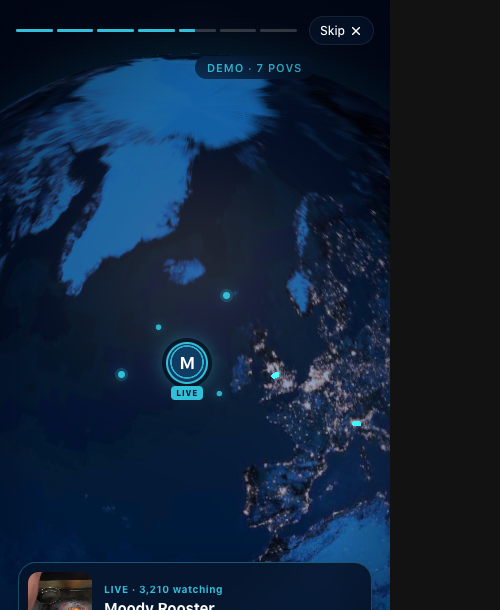 Skip
DEMO · 7 POVS
M
LIVE
LIVE · 3,210 watching
Moody Rooster